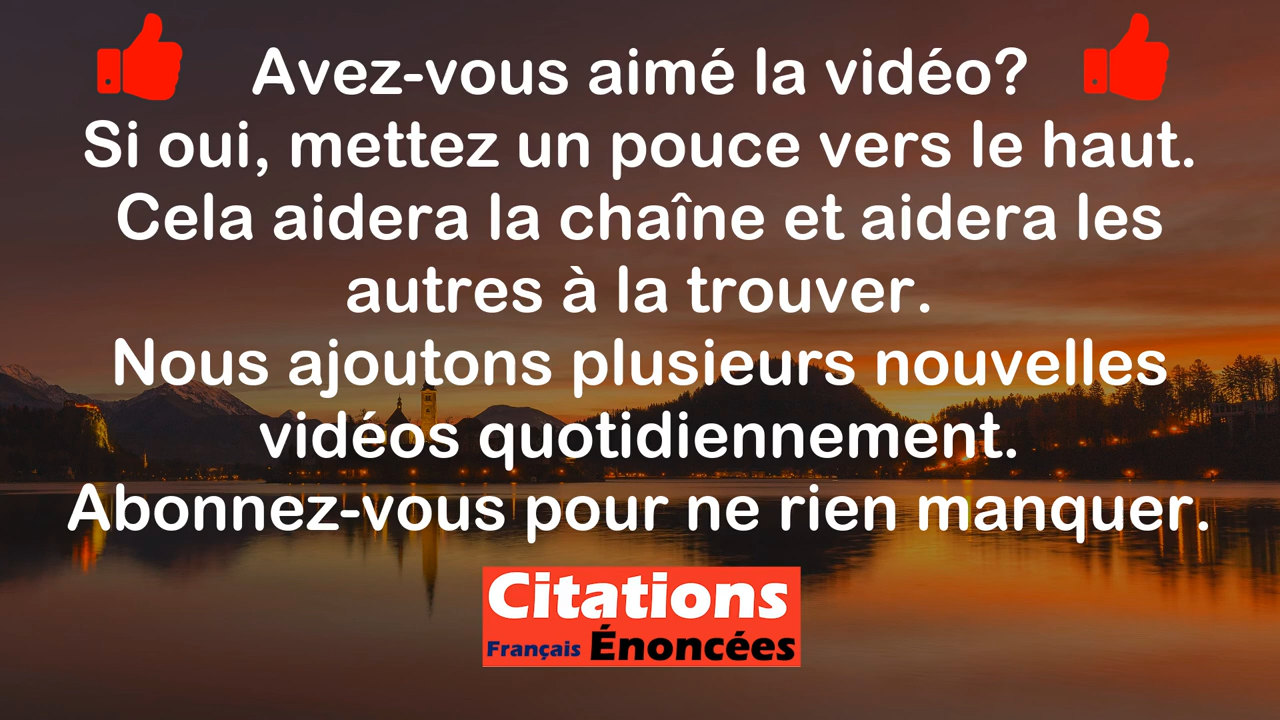 Avez-vous aimé la vidéo?
Si oui, mettez un pouce vers le haut.
Cela aidera la chaîne et aidera les
autres à la trouver.
Nous ajoutons plusieurs nouvelles
vidéos quotidiennement.
Abonnez-vous pour ne rien manquer.
Citations
Français Énoncées